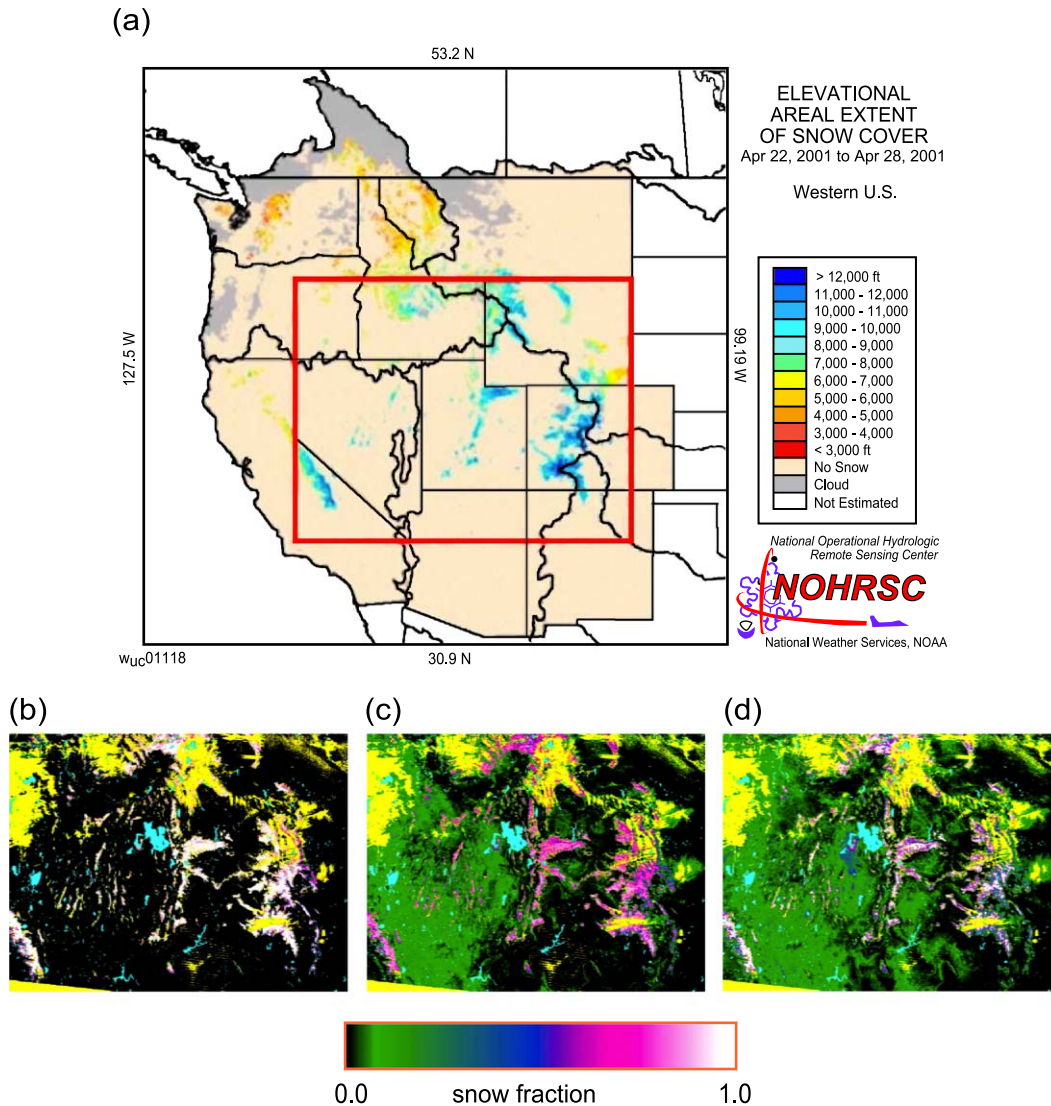 (a)
53.2 N
127.5 W
99.19 W
30.9 N
wuc01118
ELEVATIONAL
AREAL EXTENT
OF SNOW COVER
Apr 22, 2001 to Apr 28, 2001
Western U.S.
> 12,000 ft
11,000 - 12,000
10,000 - 11,000
9,000 - 10,000
8,000 - 9,000
7,000 - 8,000
6,000 - 7,000
5,000 - 6,000
4,000 - 5,000
3,000 - 4,000
< 3,000 ft
No Snow
Cloud
Not Estimated
National Operational Hydrologic
Remote Sensing Center
NOHRSC
National Weather Services, NOAA
(b)
(c)
(d)
0.0 snow fraction 1.0